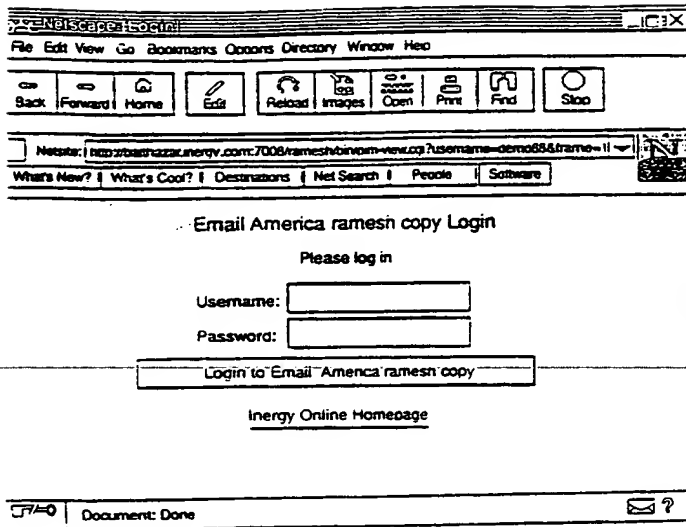 Netscape: Login
File Edit View Go Bookmarks Options Directory Window Help
Back Forward Home Edit Reload Images Open Print Find Stop
Netsite:
What's New? What's Cool? Destinations Net Search People Software
Email America ramesh copy Login
Please log in
Username:
Password:
Login to Email America ramesh copy
Inergy Online Homepage
Document: Done
?